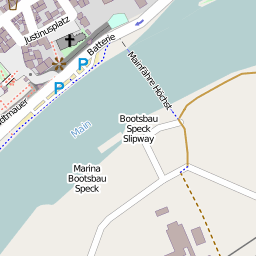 Justinusplatz
Batterie
P
P
Mainfähre Höchst
Main
Bootsbau
Speck
Slipway
Marina
Bootsbau
Speck